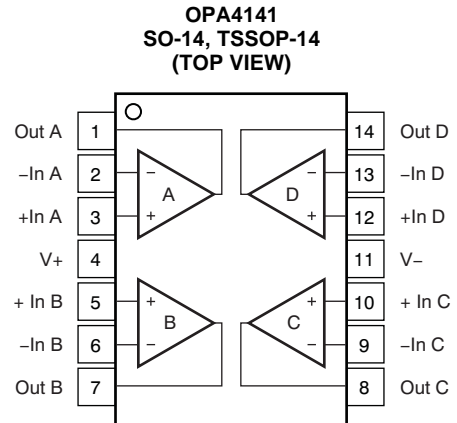 OPA4141
SO-14, TSSOP-14
(TOP VIEW)
Out A 1 14 Out D
−In A 2 − − 13 −In D
A D
+In A 3 + + 12 +In D
V+ 4 11 V−
+ In B 5 + + 10 + In C
B C
−In B 6 − − 9 −In C
Out B 7 8 Out C